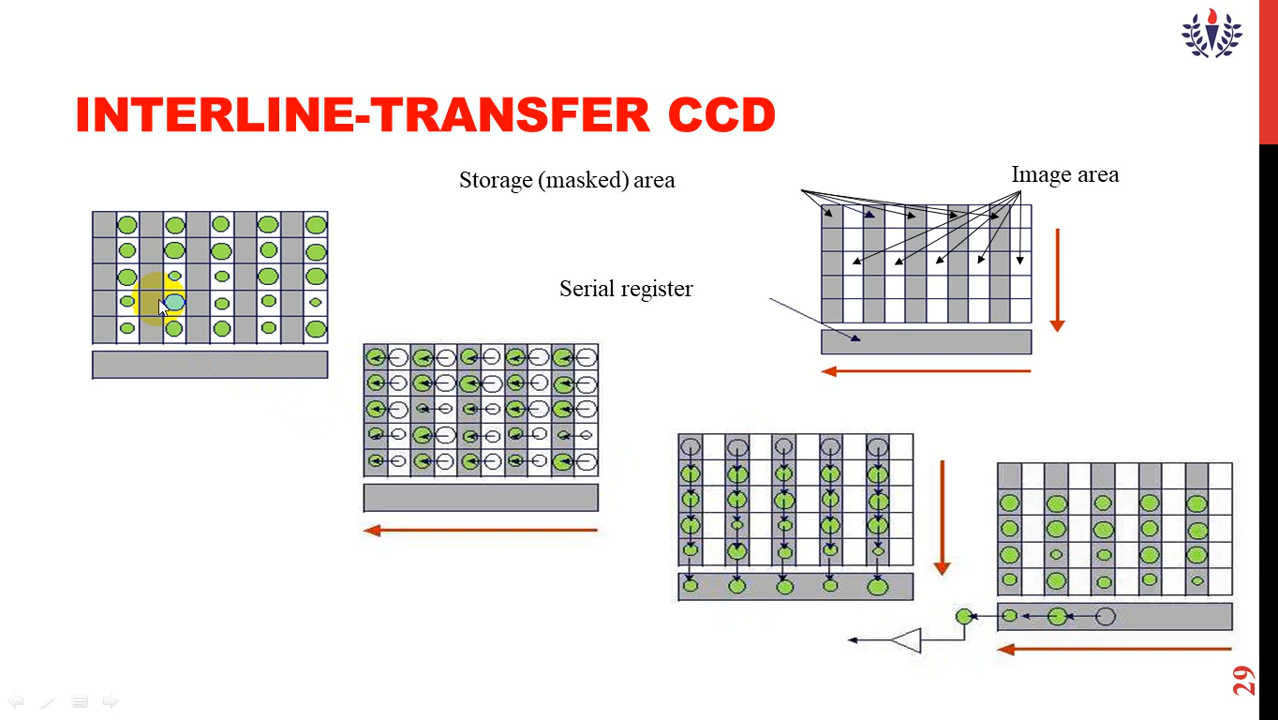 INTERLINE-TRANSFER CCD
Storage (masked) area
Image area
Serial register
29